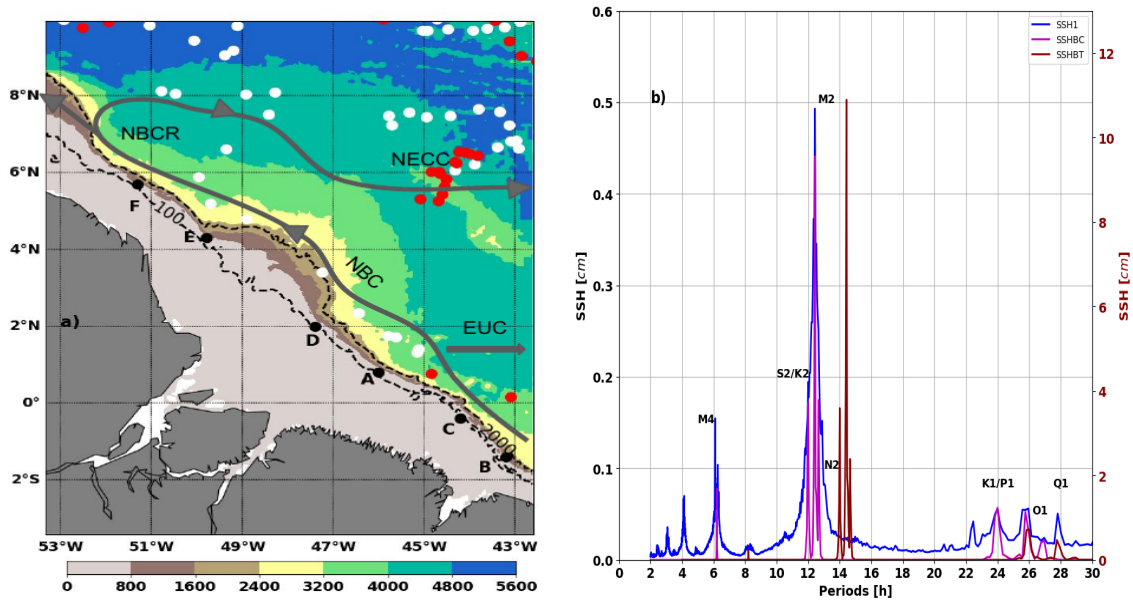 8°N
6°N
4°N
2°N
0°
2°S
53°W
51°W
49°W
47°W
45°W
43°W
a)
NBCR
NECC
NBC
EUC
F
E
D
A
C
B
100
2000
0
800
1600
2400
3200
4000
4800
5600
b)
SSH1
SSHBC
SSHBT
M2
S2/K2
M4
N2
K1/P1
O1
Q1
SSH [cm]
0.6
0.5
0.4
0.3
0.2
0.1
0.0
0
2
4
6
8
10
12
14
16
18
20
22
24
26
28
30
Periods [h]
12
10
8
6
4
2
0
SSH [cm]